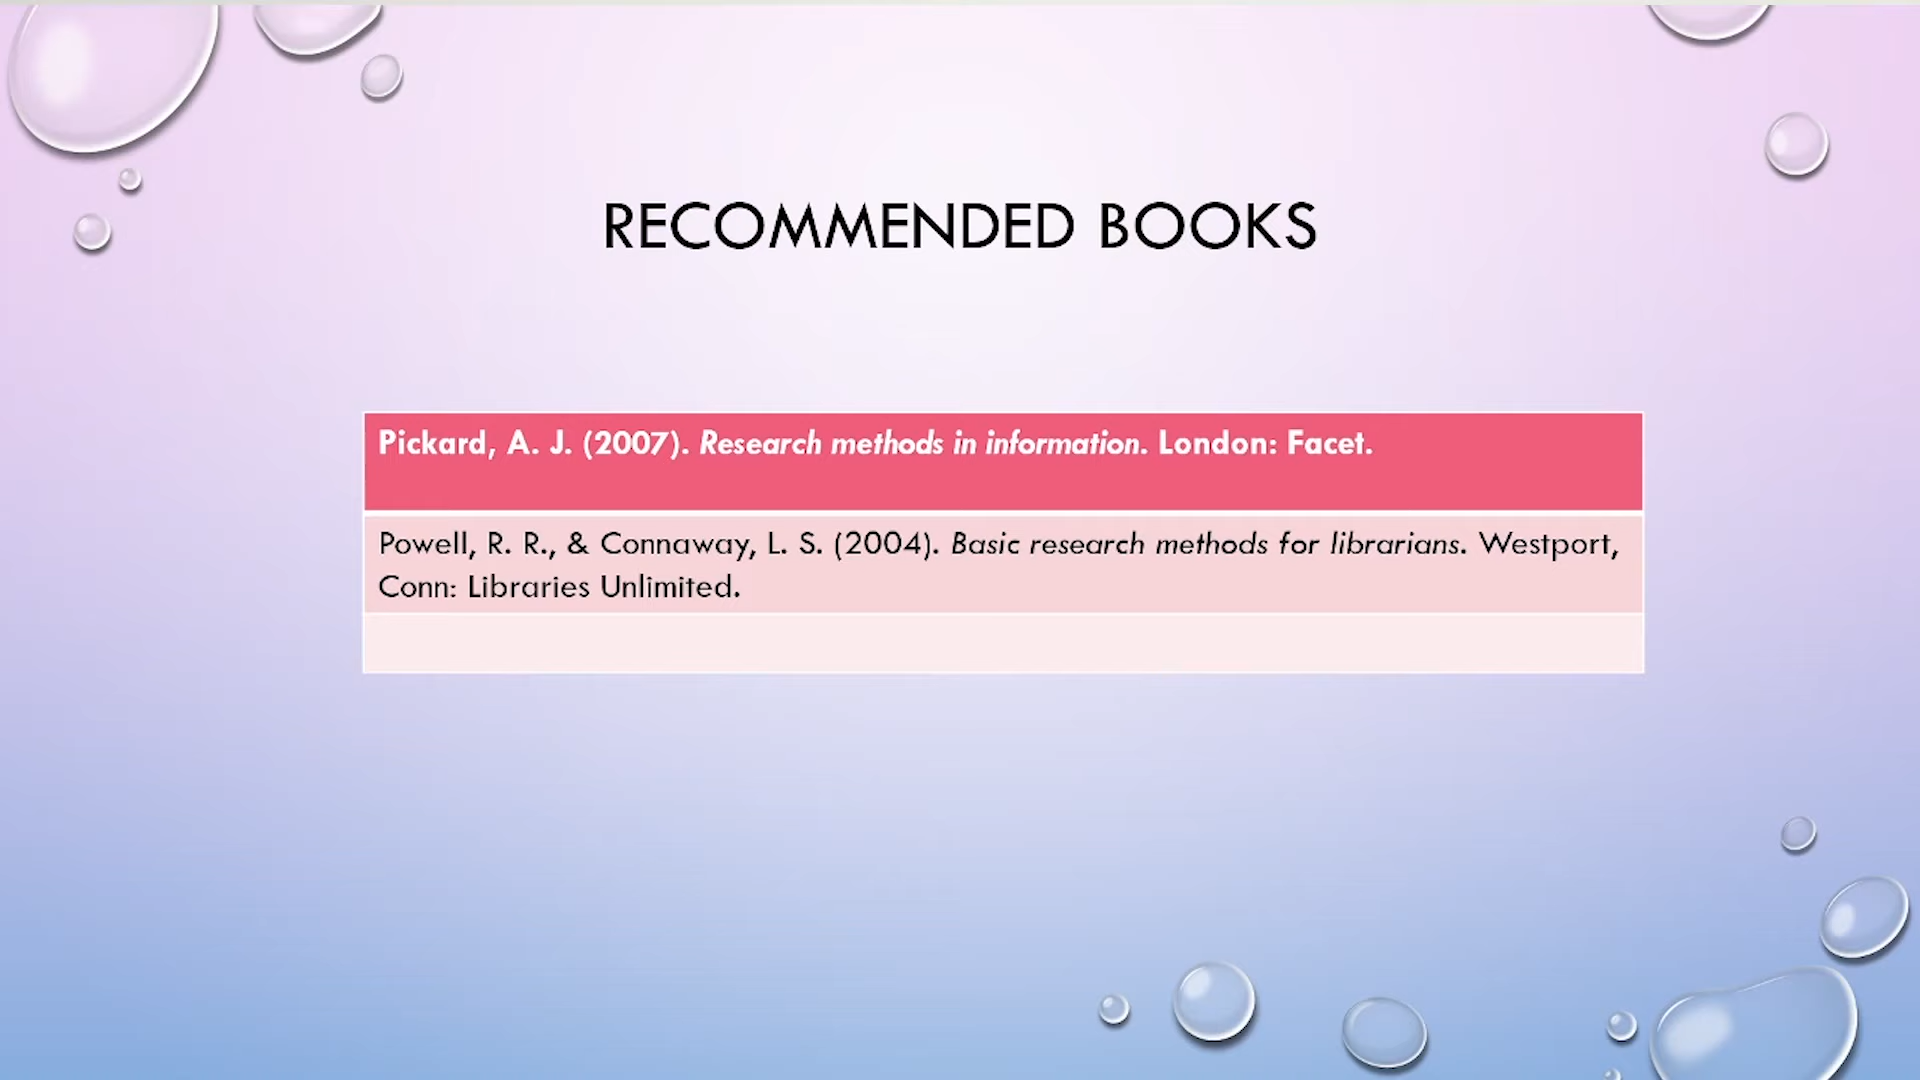 RECOMMENDED BOOKS
Pickard, A. J. (2007). Research methods in information. London: Facet.
Powell, R. R., & Connaway, L. S. (2004). Basic research methods for librarians. Westport,
Conn: Libraries Unlimited.